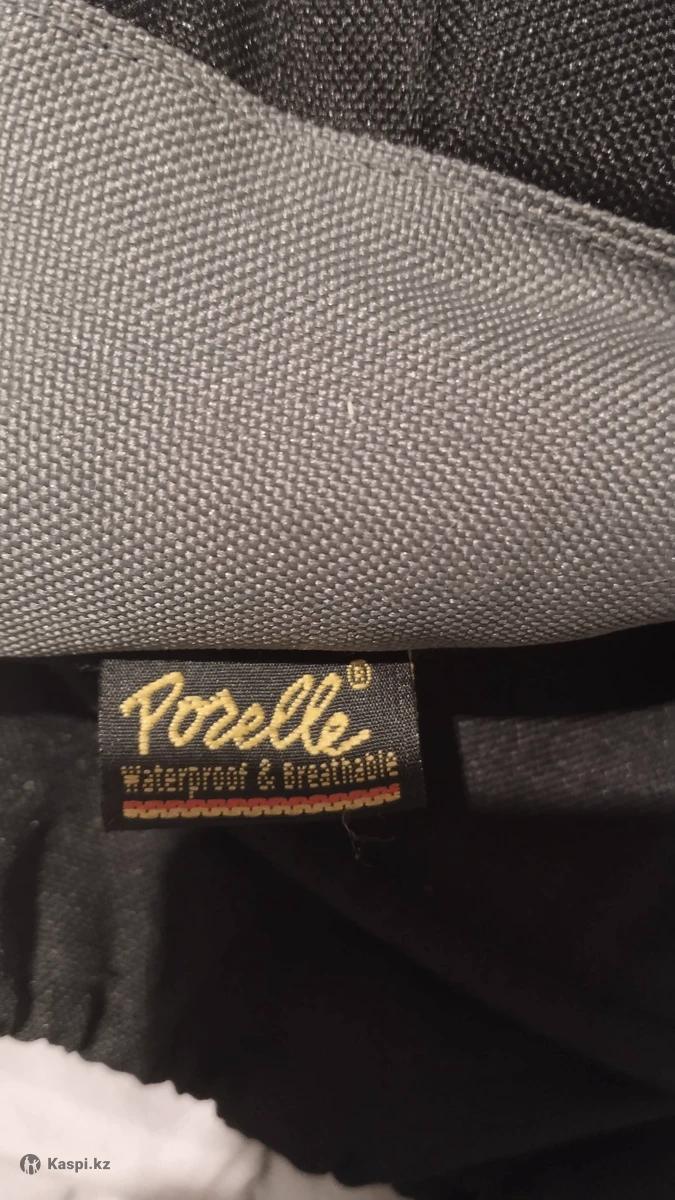 Porelle®
Waterproof & Breathable
Kaspi.kz